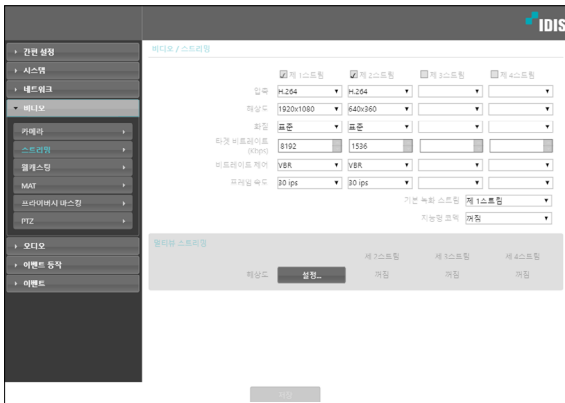 IDIS
간편 설정
시스템
네트워크
비디오
카메라
스트리밍
웹캐스팅
MAT
프라이버시 마스킹
PTZ
오디오
이벤트 동작
이벤트
비디오 / 스트리밍
제 1스트림 제 2스트림 제 3스트림 제 4스트림
압축 H.264 H.264
해상도 1920x1080 640x360
화질 표준 표준
타겟 비트레이트 (Kbps) 8192 1536
비트레이트 제어 VBR VBR
프레임 속도 30 ips 30 ips
기본 녹화 스트림 제 1스트림
지능형 코덱 꺼짐
멀티뷰 스트리밍
제 2스트림 제 3스트림 제 4스트림
해상도 설정... 꺼짐 꺼짐 꺼짐
저장